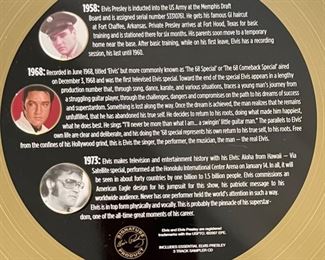 1958: Elvis Presley is inducted into the US Army at the Memphis Draft
Board and is assigned serial number 53310761. He gets his famous GI haircut
at Fort Chaffee, Arkansas. Private Presley arrives at Fort Hood, Texas for basic
training and is stationed there for six months. His parents soon move to a temporary
home near the base. After basic training, while on his first leave, Elvis has a recording
session, his last until 1960.
1968: Recorded in June 1968, titled 'Elvis' but more commonly known as 'The 68 Special' or 'The 68 Comeback Special' aired
on December 3, 1968 and was the first televised Elvis special. Toward the end of the special Elvis appears in a lengthy
production number that, through song, dance, karate, and various situations, traces a young man's journey from
a struggling guitar player, through the challenges, dangers and compromises on the path to his dreams of success
and superstardom. Something is lost along the way. Once the dream is achieved, the man realizes that he remains
unfulfilled, that he has abandoned his true self. He decides to return to his roots, doing what made him happiest,
what he does best. He sings "I'll never be more than what I am... a swingin' little guitar man." The parallels to Elvis'
own life are clear and deliberate, and his doing the '68 special represents his own return to his true self, to his roots. Free
from the confines of his Hollywood grind, this is Elvis the singer, the performer, the musician, the man ... the real Elvis.
1973: Elvis makes television and entertainment history with his Elvis: Aloha from Hawaii - Via
Satellite special, performed at the Honolulu International Center Arena on January 14. In all, it will
be seen in about forty countries by one billion to 1.5 billion people. Elvis commissions an
American Eagle design for his jumpsuit for this show, his patriotic message to his
worldwide audience. Never has one performer held the world's attention in such a way.
Elvis is in top form physically and vocally. This is probably the pinnacle of his superstar-
dom, one of the all-time great moments of his career.
SIGNATURE
Elvis Presley
PRODUCT
Elvis and Elvis Presley are registered
trademarks with the USPTO. ©2007 EPE.
INCLUDES ESSENTIAL ELVIS PRESLEY
3 TRACK SAMPLER CD